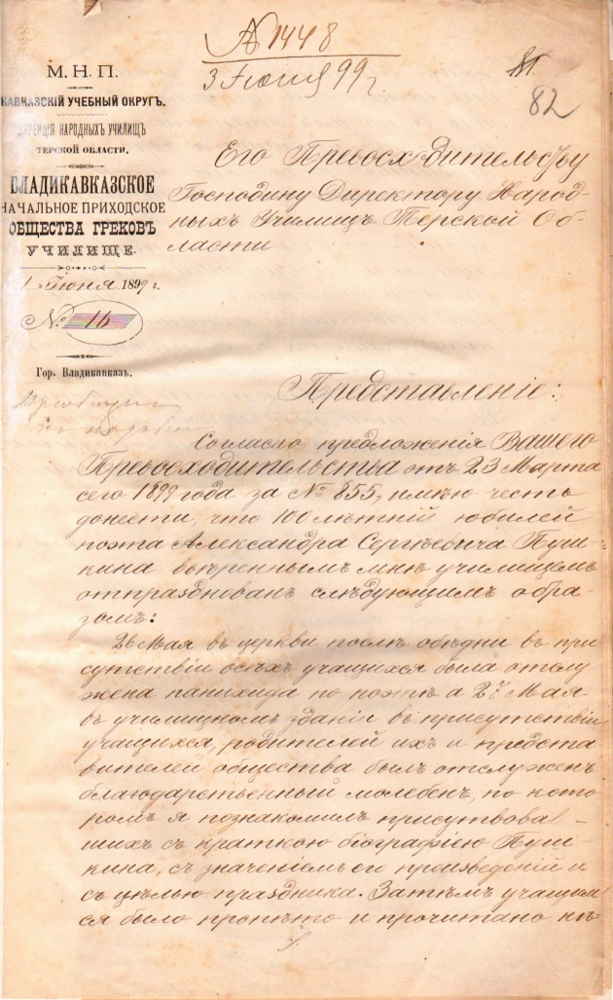 № 1448
3 Июня 99 г.
81.
82
М. Н. П.
КАВКАЗСКІЙ УЧЕБНЫЙ ОКРУГЪ.
ДИРЕКЦІЯ НАРОДНЫХЪ УЧИЛИЩЪ
ТЕРСКОЙ ОБЛАСТИ.
ВЛАДИКАВКАЗСКОЕ
НАЧАЛЬНОЕ ПРИХОДСКОЕ
ОБЩЕСТВА ГРЕКОВЪ
УЧИЛИЩЕ.
1 Июня 1899 г.
№ 16
Гор. Владикавказъ.
Его Превосходительству
Господину Директору Народ-
ныхъ Училищъ Терской Об-
ласти
Представленіе:
Согласно предложенія Вашего
Превосходительства отъ 23 Марта
сего 1899 года за № 855, имѣю честь
донести, что 100 лѣтній юбилей
поэта Александра Сергѣевича Пуш-
кина ввѣреннымъ мнѣ училищемъ
отпразднованъ слѣдующимъ обра-
зомъ:
26 Мая въ церкви послѣ обѣдни въ при
сутствіи всѣхъ учащихся была отслу
жена панихида по поэтѣ а 27 Мая
въ училищномъ зданіи въ присутствіи
учащихся, родителей ихъ и предста
вителей общества былъ отслуженъ
благодарственный молебенъ, по кото
ромъ я познакомилъ присутствовав-
шихъ съ краткою біографіею Пуш-
кина, съ значеніемъ его произведеній и
съ цѣлью праздника. Затѣмъ учащими
ся было пропѣто и прочитано нѣ-